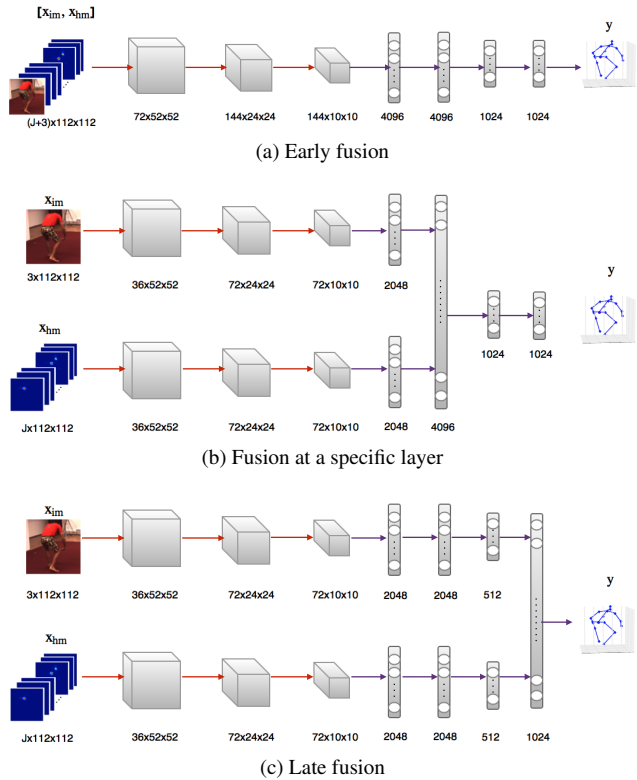 [x_im, x_hm]
y
(J+3)x112x112
72x52x52
144x24x24
144x10x10
4096
4096
1024
1024
(a) Early fusion
x_im
3x112x112
36x52x52
72x24x24
72x10x10
2048
y
x_hm
1024
1024
Jx112x112
36x52x52
72x24x24
72x10x10
2048
4096
(b) Fusion at a specific layer
x_im
3x112x112
36x52x52
72x24x24
72x10x10
2048
2048
512
y
x_hm
Jx112x112
36x52x52
72x24x24
72x10x10
2048
2048
512
1024
(c) Late fusion